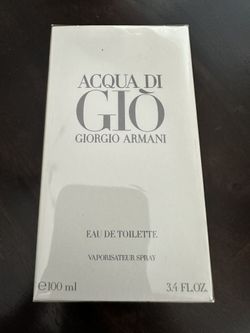 ACQUA DI
GIÒ
GIORGIO ARMANI
EAU DE TOILETTE
VAPORISATEUR SPRAY
℮100 ml 3.4 FL.OZ.